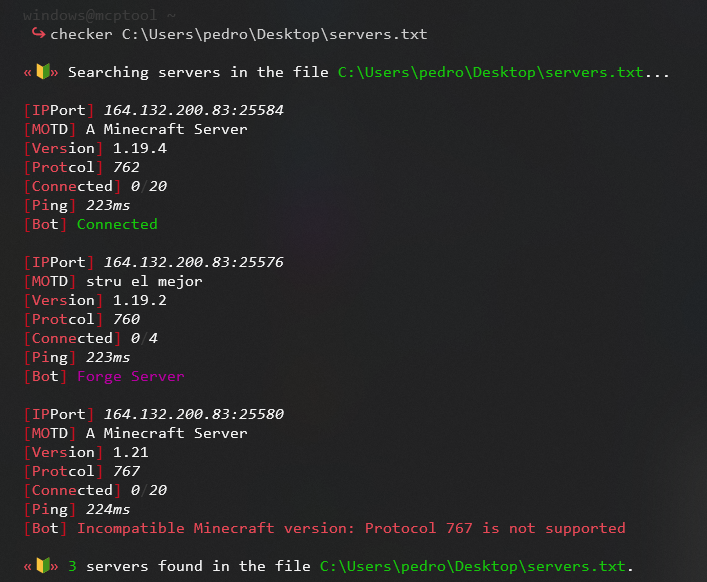 windows@mcptool ~
↪ checker C:\Users\pedro\Desktop\servers.txt
«🔰» Searching servers in the file C:\Users\pedro\Desktop\servers.txt...
[IPPort] 164.132.200.83:25584
[MOTD] A Minecraft Server
[Version] 1.19.4
[Protcol] 762
[Connected] 0/20
[Ping] 223ms
[Bot] Connected
[IPPort] 164.132.200.83:25576
[MOTD] stru el mejor
[Version] 1.19.2
[Protcol] 760
[Connected] 0/4
[Ping] 223ms
[Bot] Forge Server
[IPPort] 164.132.200.83:25580
[MOTD] A Minecraft Server
[Version] 1.21
[Protcol] 767
[Connected] 0/20
[Ping] 224ms
[Bot] Incompatible Minecraft version: Protocol 767 is not supported
«🔰» 3 servers found in the file C:\Users\pedro\Desktop\servers.txt.